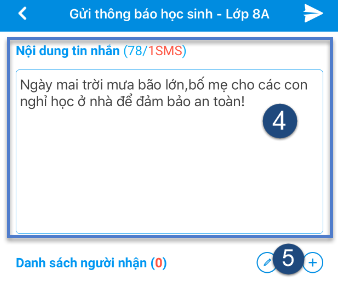 Gửi thông báo học sinh - Lớp 8A
Nội dung tin nhắn (78/1SMS)
Ngày mai trời mưa bão lớn,bố mẹ cho các con
nghỉ học ở nhà để đảm bảo an toàn!
4
Danh sách người nhận (0)
5